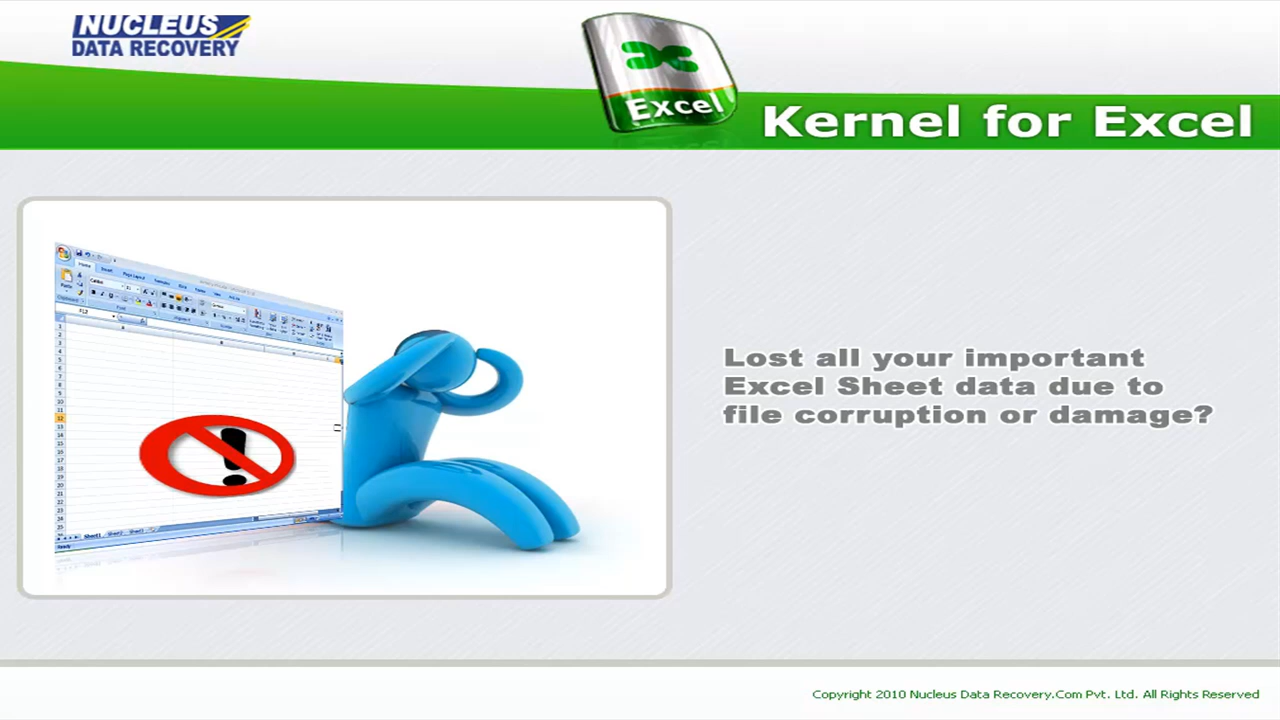 NUCLEUS
DATA RECOVERY
Excel
Kernel for Excel
Home
Lost all your important
Excel Sheet data due to
file corruption or damage?
Copyright 2010 Nucleus Data Recovery.Com Pvt. Ltd. All Rights Reserved